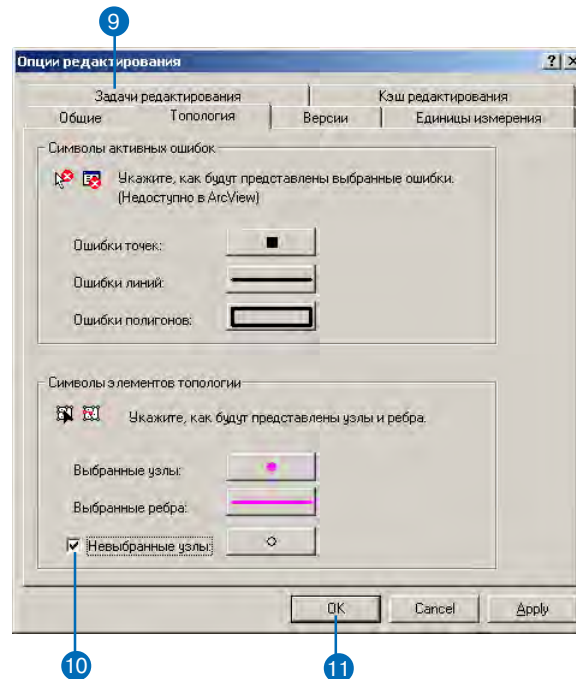 9
Опции редактирования
Задачи редактирования
Кэш редактирования
Общие
Топология
Версии
Единицы измерения
Символы активных ошибок
Укажите, как будут представлены выбранные ошибки.
(Недоступно в ArcView)
Ошибки точек:
Ошибки линий:
Ошибки полигонов:
Символы элементов топологии
Укажите, как будут представлены узлы и ребра.
Выбранные узлы:
Выбранные ребра:
Невыбранные узлы:
OK
Cancel
Apply
10
11